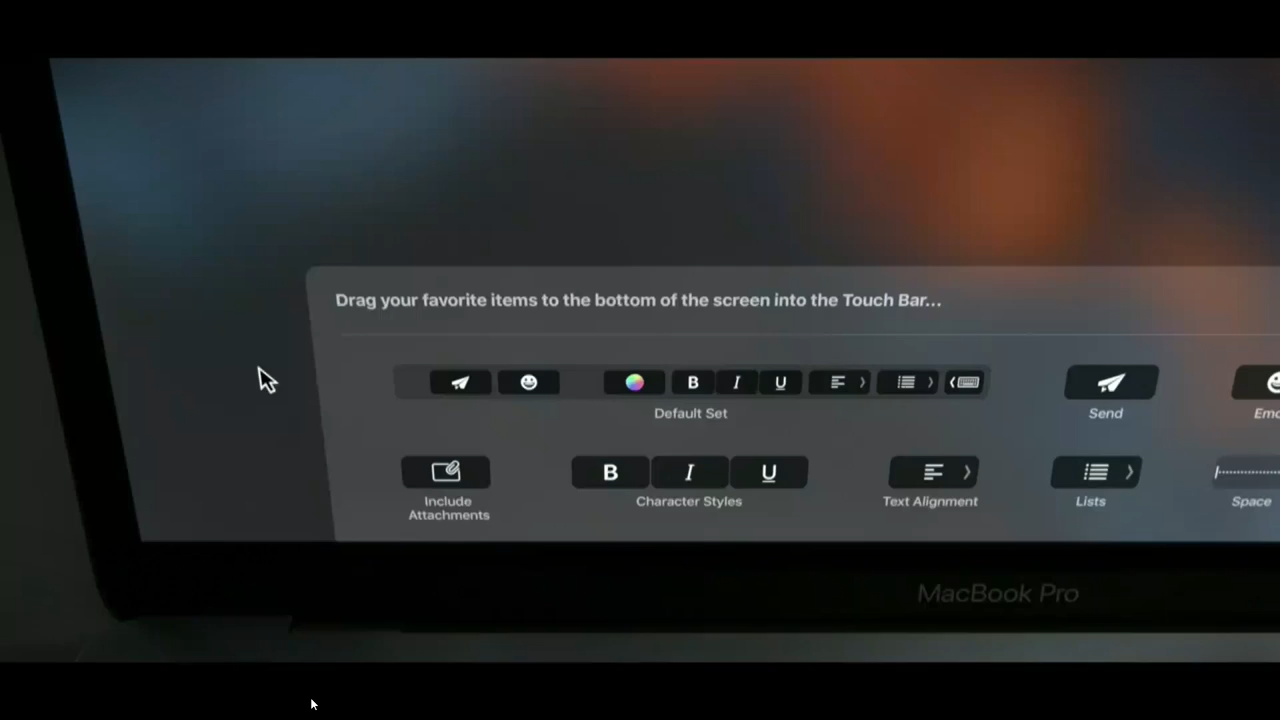 Drag your favorite items to the bottom of the screen into the Touch Bar...
B I U
Default Set
Send
Include
Attachments
B I U
Character Styles
Text Alignment
Lists
Space
MacBook Pro